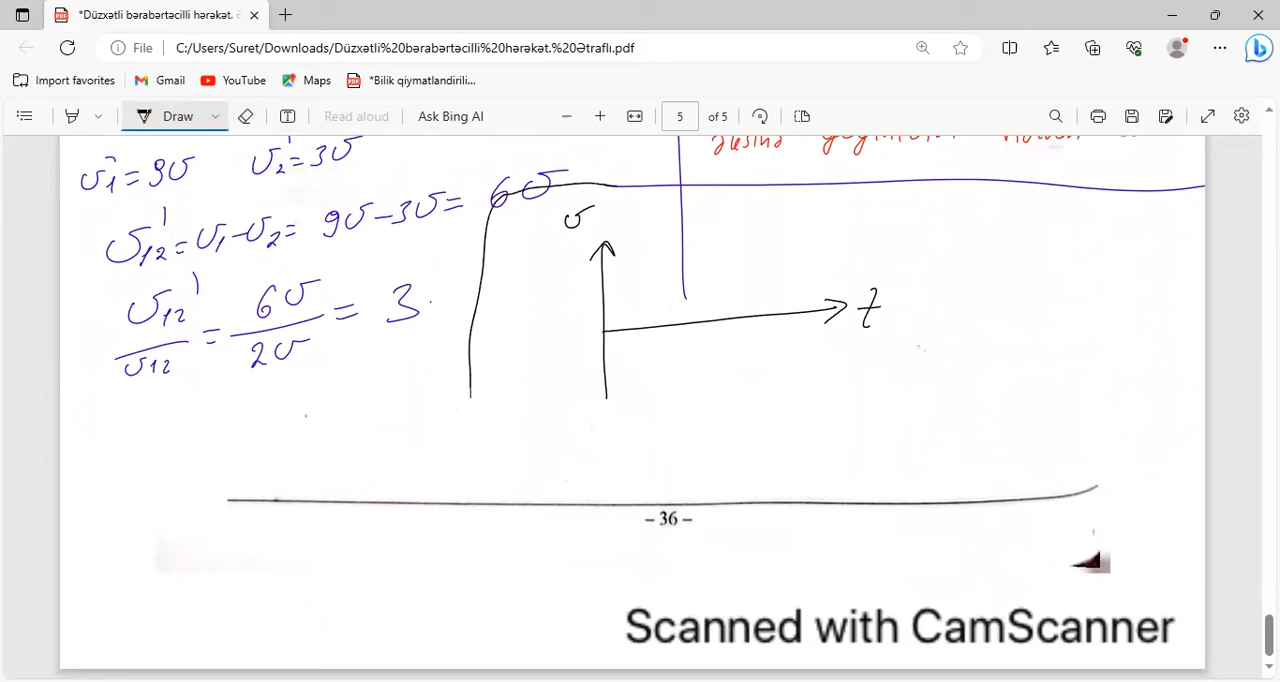 *Düzxətli bərabərtəcilli hərəkət. Ə
File C:/Users/Suret/Downloads/Düzxətli%20bərabərtəcilli%20hərəkət.%20Ətraflı.pdf
Import favorites Gmail YouTube Maps *Bilik qiymatlandirili...
Draw Read aloud Ask Bing AI 5 of 5
υ₁' = 9υ υ₂' = 3υ
υ₁₂' = υ₁ - υ₂ = 9υ - 3υ = 6υ
υ₁₂' / υ₁₂ = 6υ / 2υ = 3
υ
t
– 36 –
Scanned with CamScanner